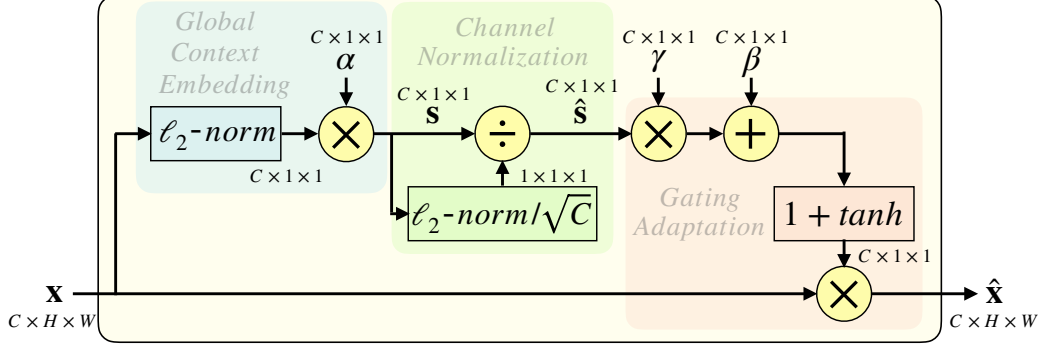 Global
Context
Embedding
C × 1 × 1
α
ℓ₂-norm
×
C × 1 × 1
Channel
Normalization
C × 1 × 1
s
÷
C × 1 × 1
ŝ
1 × 1 × 1
ℓ₂-norm/√C
C × 1 × 1
γ
C × 1 × 1
β
×
+
Gating
Adaptation
1 + tanh
C × 1 × 1
×
x
C × H × W
x̂
C × H × W